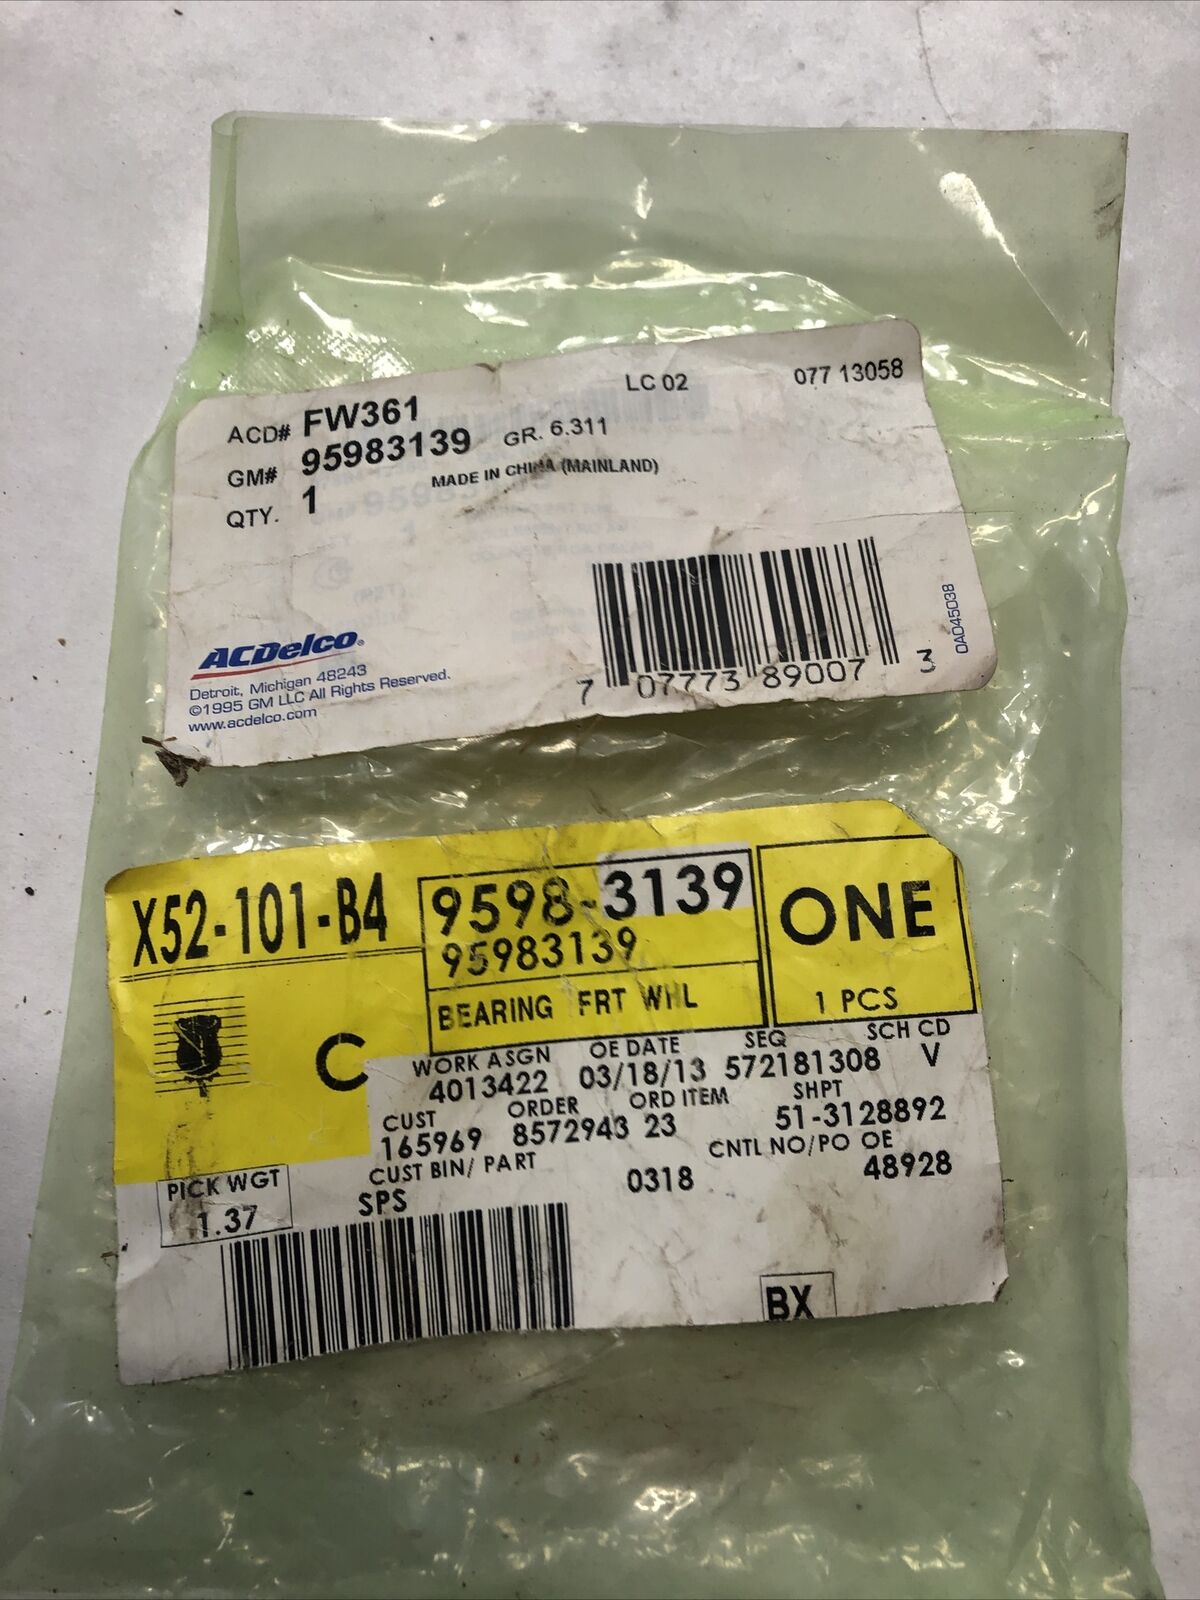 LC 02 077 13058
ACD# FW361
GM# 95983139 GR. 6.311
QTY. 1 MADE IN CHINA (MAINLAND)
ACDelco®
Detroit, Michigan 48243
©1995 GM LLC All Rights Reserved.
www.acdelco.com
7 07773 89007 3
0AD45038
X52-101-B4
9598-3139
95983139
BEARING FRT WHL
ONE
1 PCS
C
WORK ASGN OE DATE SEQ SCH CD
4013422 03/18/13 572181308 V
CUST ORDER ORD ITEM SHPT
165969 8572943 23 51-3128892
CUST BIN/ PART CNTL NO/PO OE
SPS 0318 48928
PICK WGT
1.37
BX